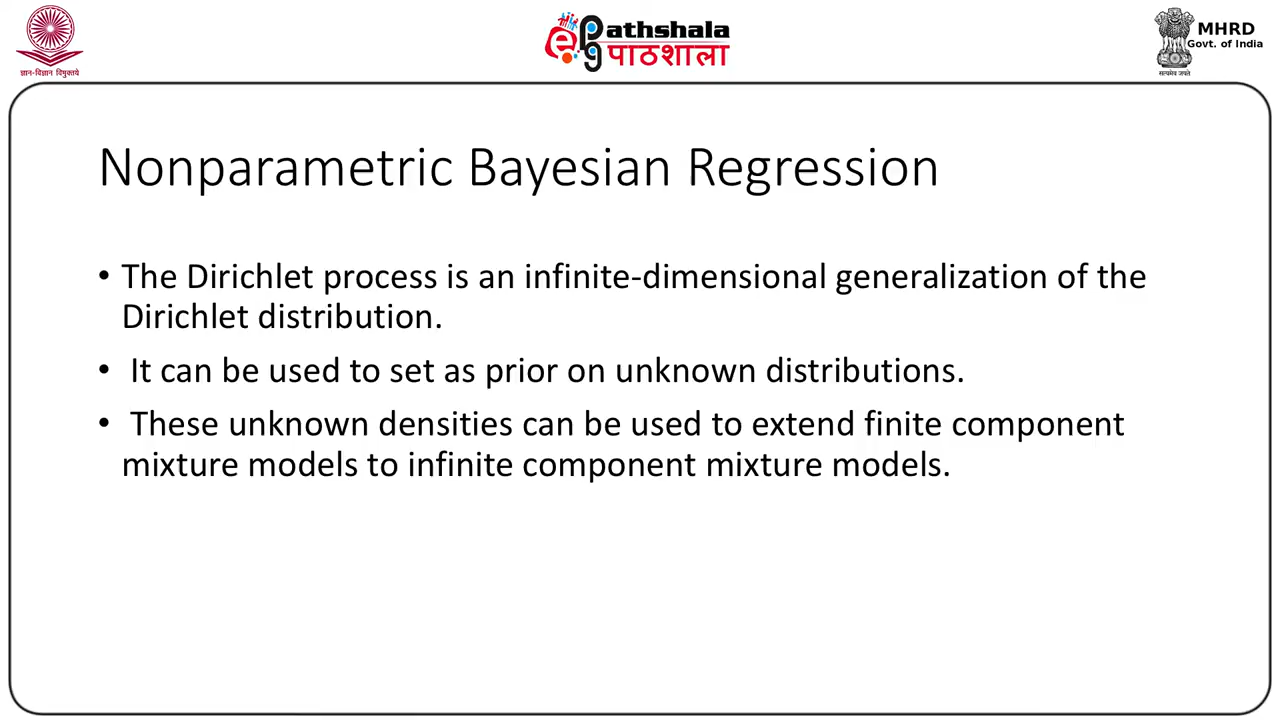 ज्ञान-विज्ञान विमुक्तये
ePG Pathshala
पाठशाला
MHRD
Govt. of India
सत्यमेव जयते
Nonparametric Bayesian Regression
• The Dirichlet process is an infinite-dimensional generalization of the
Dirichlet distribution.
• It can be used to set as prior on unknown distributions.
• These unknown densities can be used to extend finite component
mixture models to infinite component mixture models.